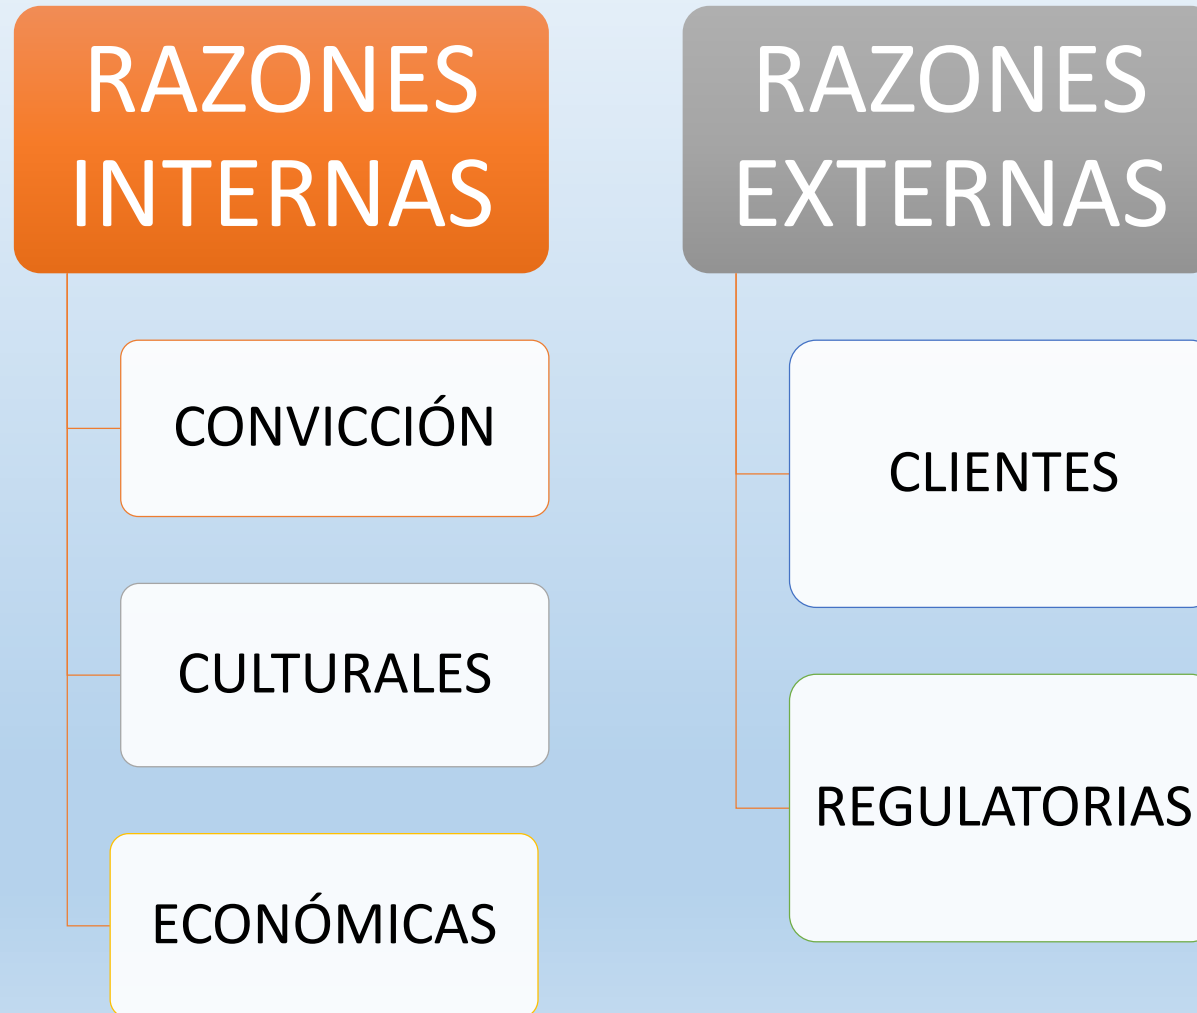 RAZONES
INTERNAS
CONVICCIÓN
CULTURALES
ECONÓMICAS
RAZONES
EXTERNAS
CLIENTES
REGULATORIAS